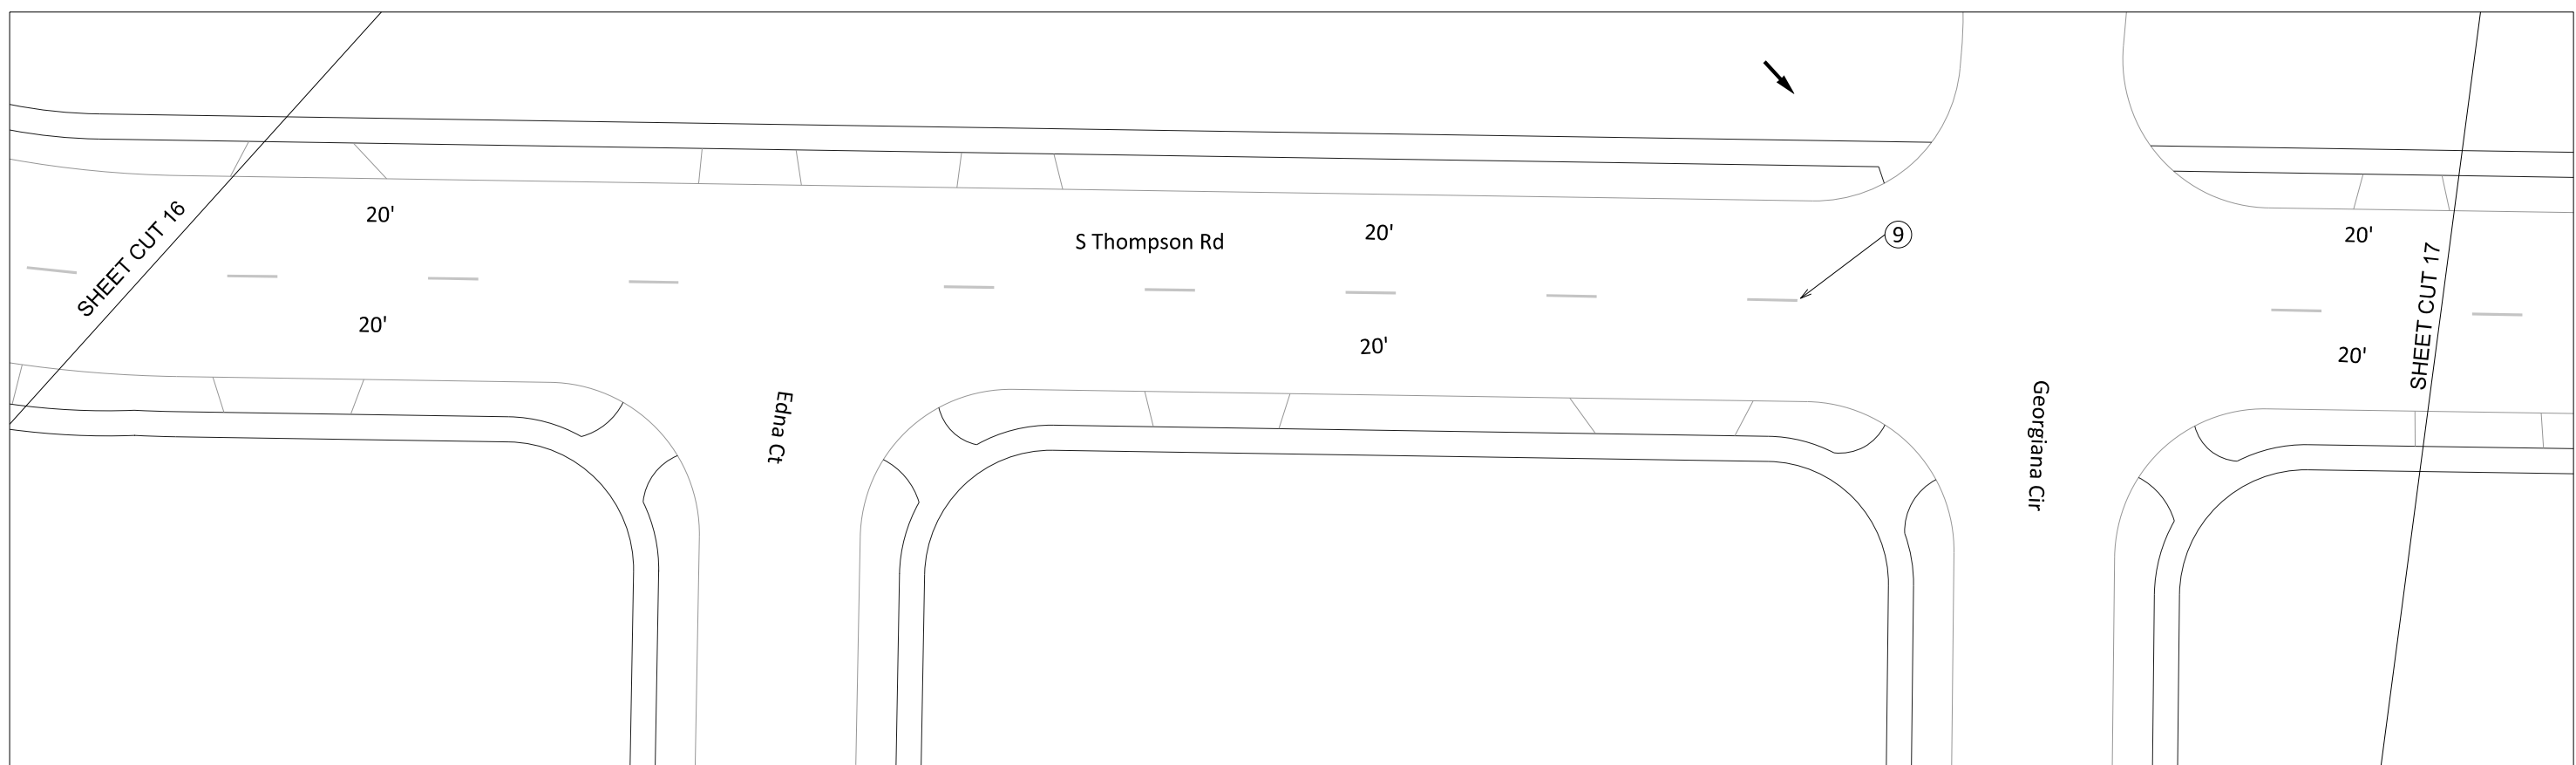 SHEET CUT 16
20'
20'
S Thompson Rd
20'
20'
9
Edna Ct
Georgiana Cir
20'
20'
SHEET CUT 17